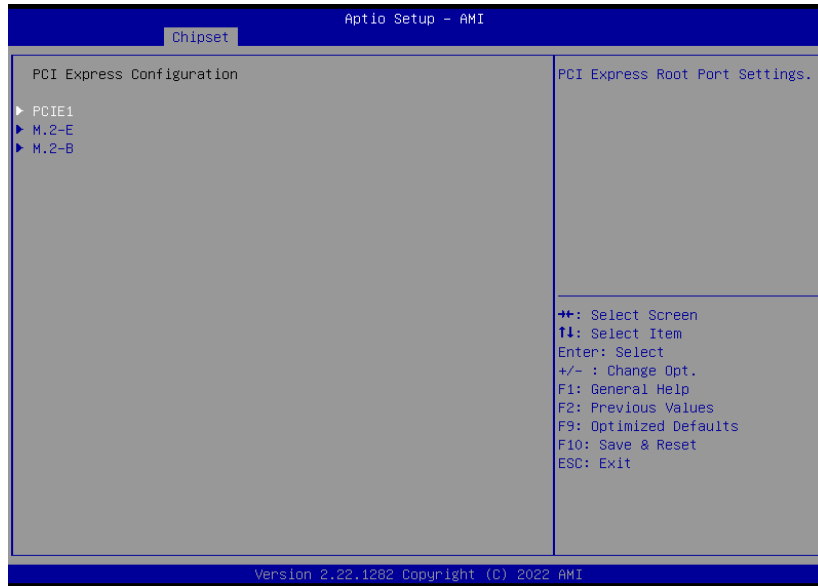 Aptio Setup – AMI
Chipset
PCI Express Configuration
▶ PCIE1
▶ M.2-E
▶ M.2-B
PCI Express Root Port Settings.
→←: Select Screen
↑↓: Select Item
Enter: Select
+/- : Change Opt.
F1: General Help
F2: Previous Values
F9: Optimized Defaults
F10: Save & Reset
ESC: Exit
Version 2.22.1282 Copyright (C) 2022 AMI